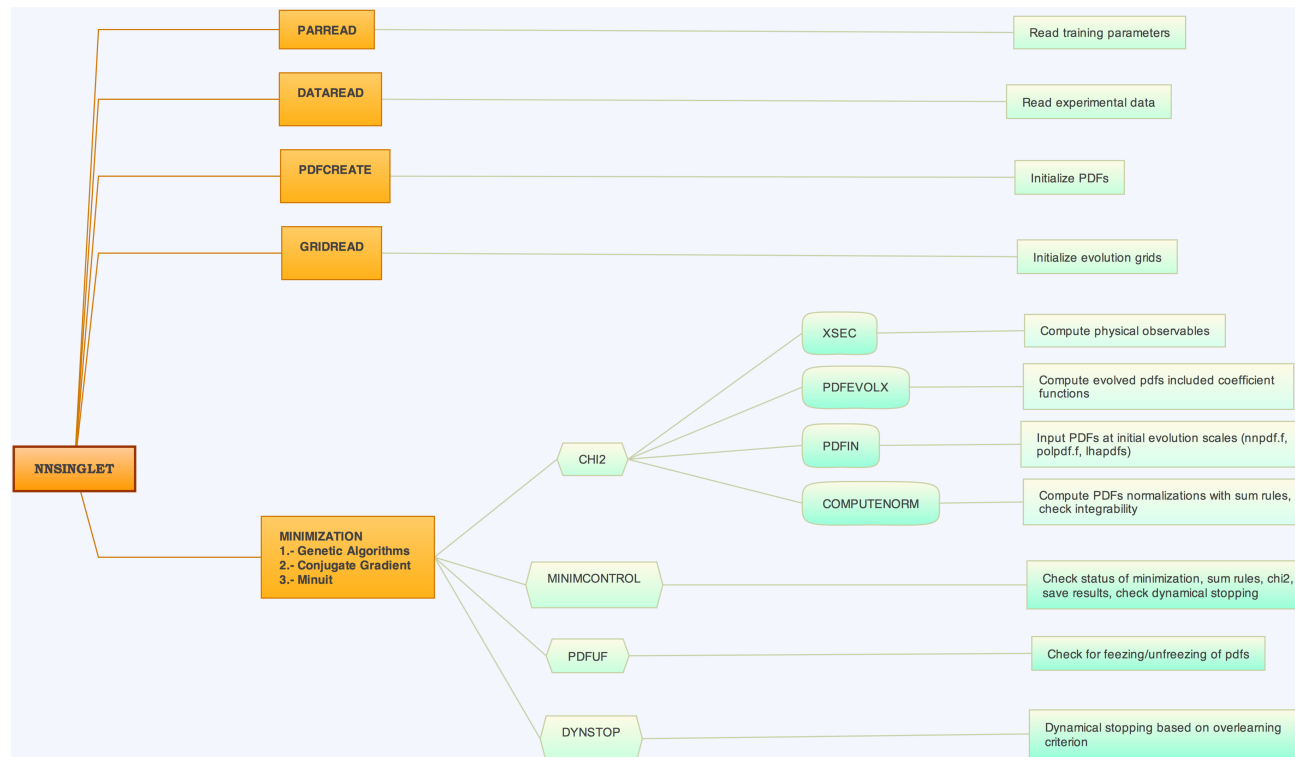 PARREAD
Read training parameters
DATAREAD
Read experimental data
PDFCREATE
Initialize PDFs
GRIDREAD
Initialize evolution grids
XSEC
Compute physical observables
PDFEVOLX
Compute evolved pdfs included coefficient
functions
CHI2
PDFIN
Input PDFs at initial evolution scales (nnpdf.f,
polpdf.f, lhapdfs)
NNSINGLET
COMPUTENORM
Compute PDFs normalizations with sum rules,
check integrability
MINIMIZATION
1.- Genetic Algorithms
2.- Conjugate Gradient
3.- Minuit
MINIMCONTROL
Check status of minimization, sum rules, chi2,
save results, check dynamical stopping
PDFUF
Check for feezing/unfreezing of pdfs
DYNSTOP
Dynamical stopping based on overlearning
criterion